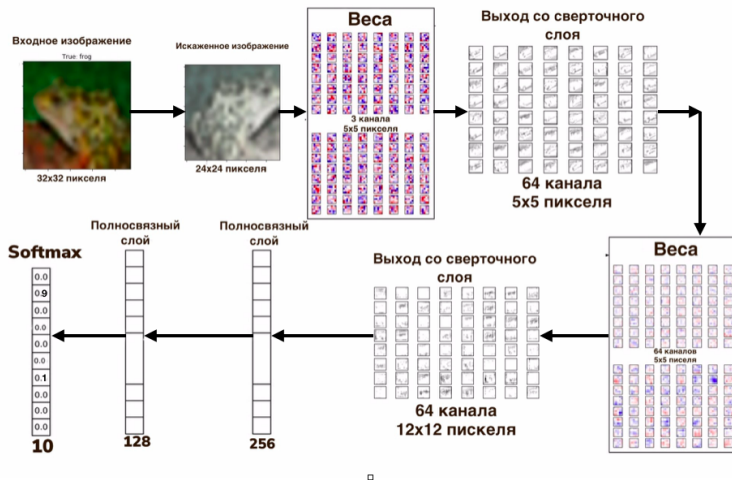 Входное изображение
True: frog
32x32 пикселя
Искаженное изображение
24x24 пикселя
Веса
3 канала
5x5 пикселя
Выход со сверточного
слоя
64 канала
5x5 пикселя
Веса
64 каналов
5x5 писеля
Выход со сверточного
слоя
64 канала
12x12 пискеля
Полносвязный
слой
256
Полносвязный
слой
128
Softmax
0.0
0.9
0.0
0.0
0.0
0.1
0.0
0.0
0.0
10